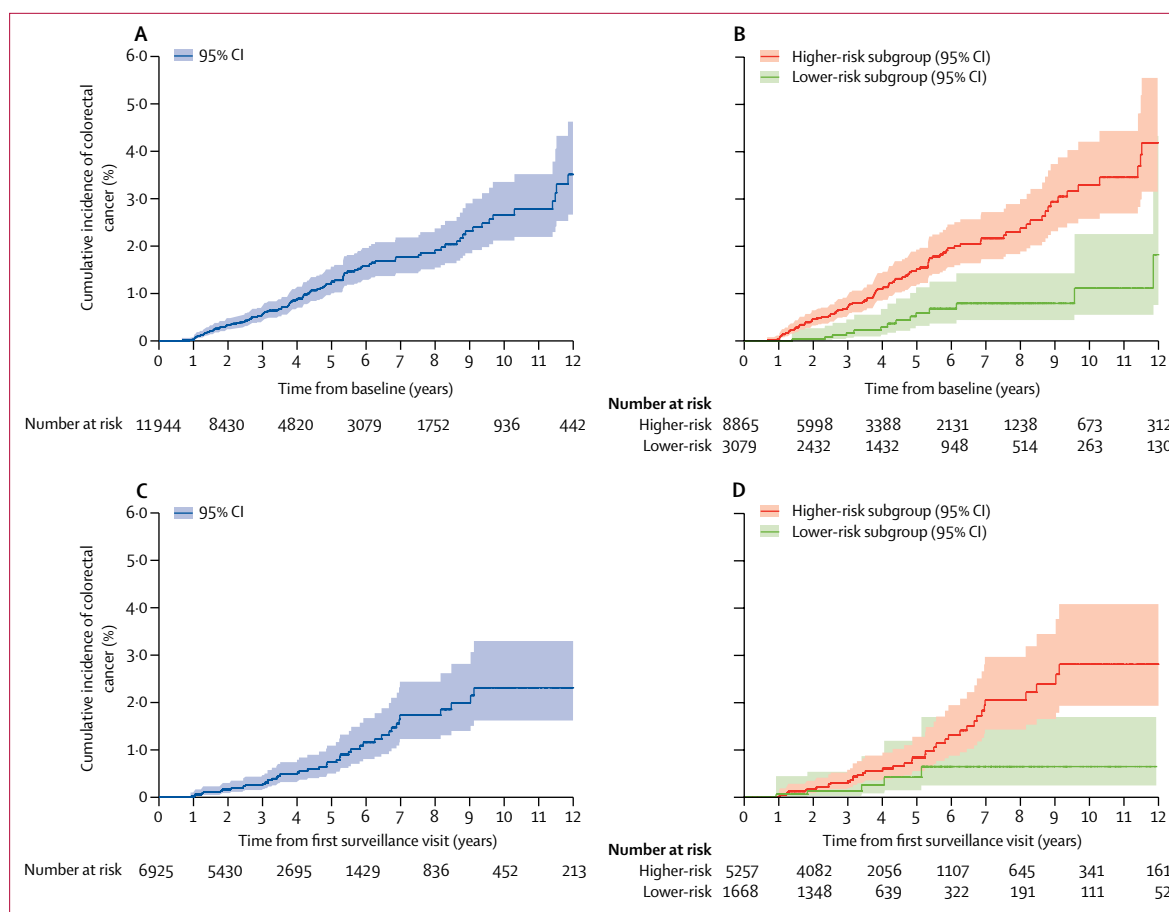 A
95% CI
6·0
5·0
4·0
3·0
2·0
1·0
0
Cumulative incidence of colorectal
cancer (%)
0 1 2 3 4 5 6 7 8 9 10 11 12
Time from baseline (years)
Number at risk 11944 8430 4820 3079 1752 936 442
B
Higher-risk subgroup (95% CI)
Lower-risk subgroup (95% CI)
0
0 1 2 3 4 5 6 7 8 9 10 11 12
Time from baseline (years)
Number at risk
Higher-risk 8865 5998 3388 2131 1238 673 312
Lower-risk 3079 2432 1432 948 514 263 130
C
95% CI
6·0
5·0
4·0
3·0
2·0
1·0
0
Cumulative incidence of colorectal
cancer (%)
0 1 2 3 4 5 6 7 8 9 10 11 12
Time from first surveillance visit (years)
Number at risk 6925 5430 2695 1429 836 452 213
D
Higher-risk subgroup (95% CI)
Lower-risk subgroup (95% CI)
0 1 2 3 4 5 6 7 8 9 10 11 12
Time from first surveillance visit (years)
Number at risk
Higher-risk 5257 4082 2056 1107 645 341 161
Lower-risk 1668 1348 639 322 191 111 52